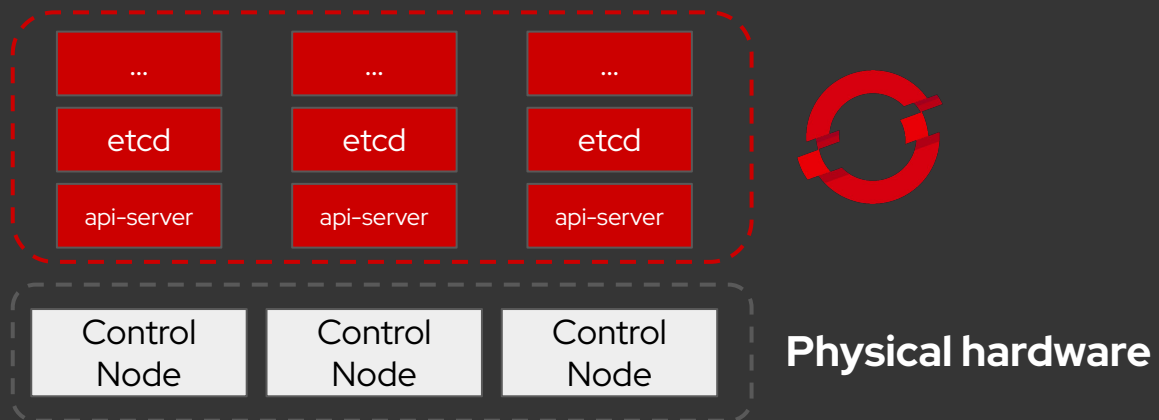 ... ... ...
etcd etcd etcd
api-server api-server api-server
Control Control Control
Node Node Node
Physical hardware